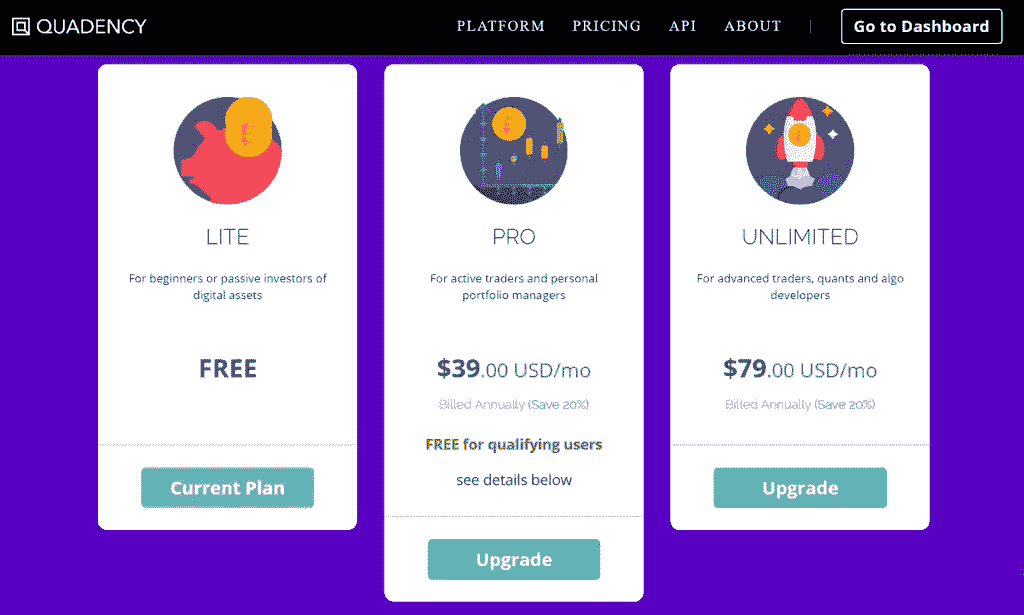 QUADENCY
PLATFORM PRICING API ABOUT | Go to Dashboard
LITE
For beginners or passive investors of
digital assets
FREE
Current Plan
PRO
For active traders and personal
portfolio managers
$39.00 USD/mo
Billed Annually (Save 20%)
FREE for qualifying users
see details below
Upgrade
UNLIMITED
For advanced traders, quants and algo
developers
$79.00 USD/mo
Billed Annually (Save 20%)
Upgrade